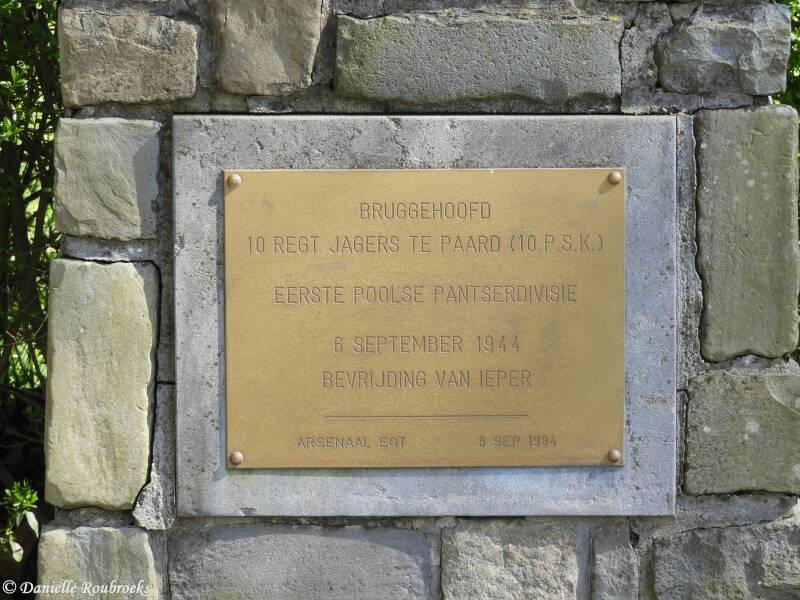 BRUGGEHOOFD
10 REGT JAGERS TE PAARD (10.P.S.K.)
EERSTE POOLSE PANTSERDIVISIE
6 SEPTEMBER 1944
BEVRIJDING VAN IEPER
ARSENAAL EQT 8 SEP 1984
© Danielle Roubroeks